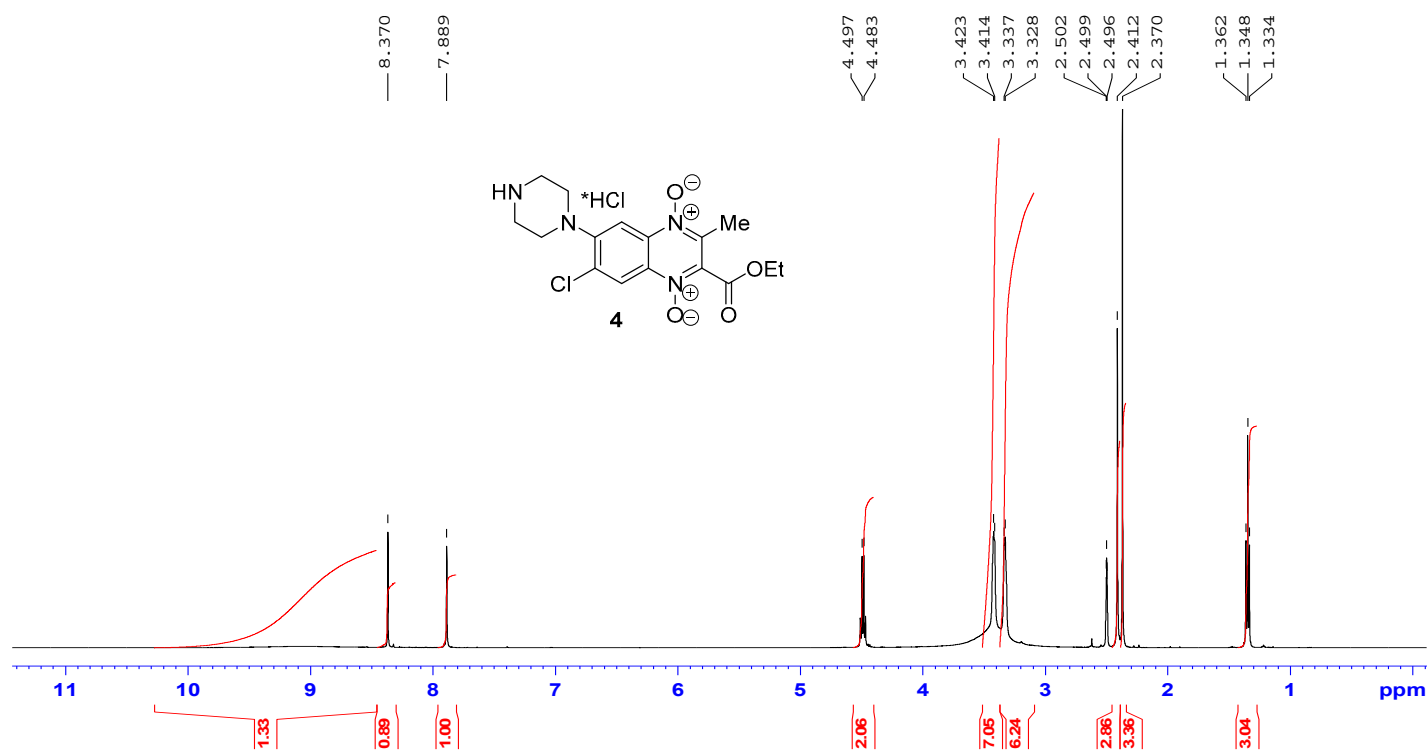 8.370
7.889
4.497
4.483
3.423
3.414
3.337
3.328
2.502
2.499
2.496
2.412
2.370
1.362
1.348
1.334
HN
*HCl
N
O⊖
N⊕
Me
Cl
N⊕
OEt
O⊖
O
4
11 10 9 8 7 6 5 4 3 2 1 ppm
1.33
0.89
1.00
2.06
7.05
6.24
2.86
3.36
3.04